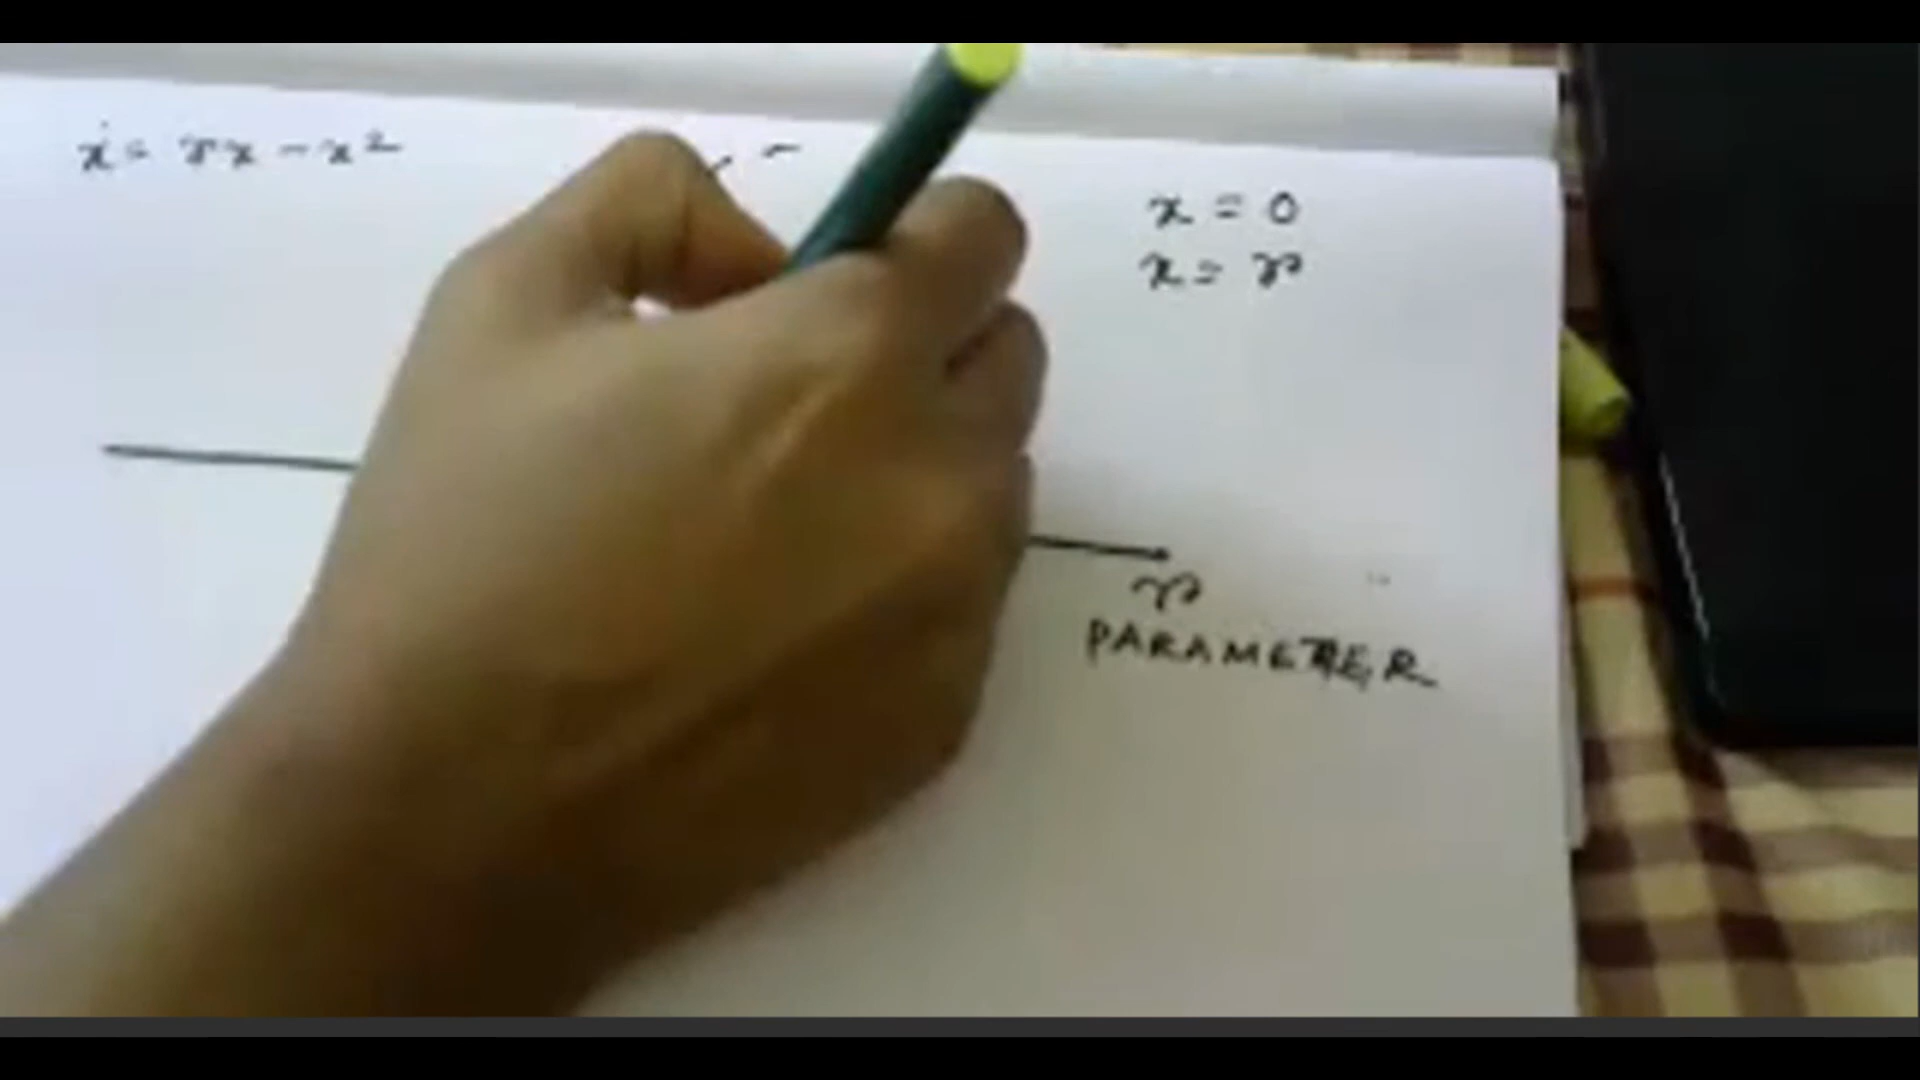 ẋ = rx - x²
x = 0
x = r
r
PARAMETER